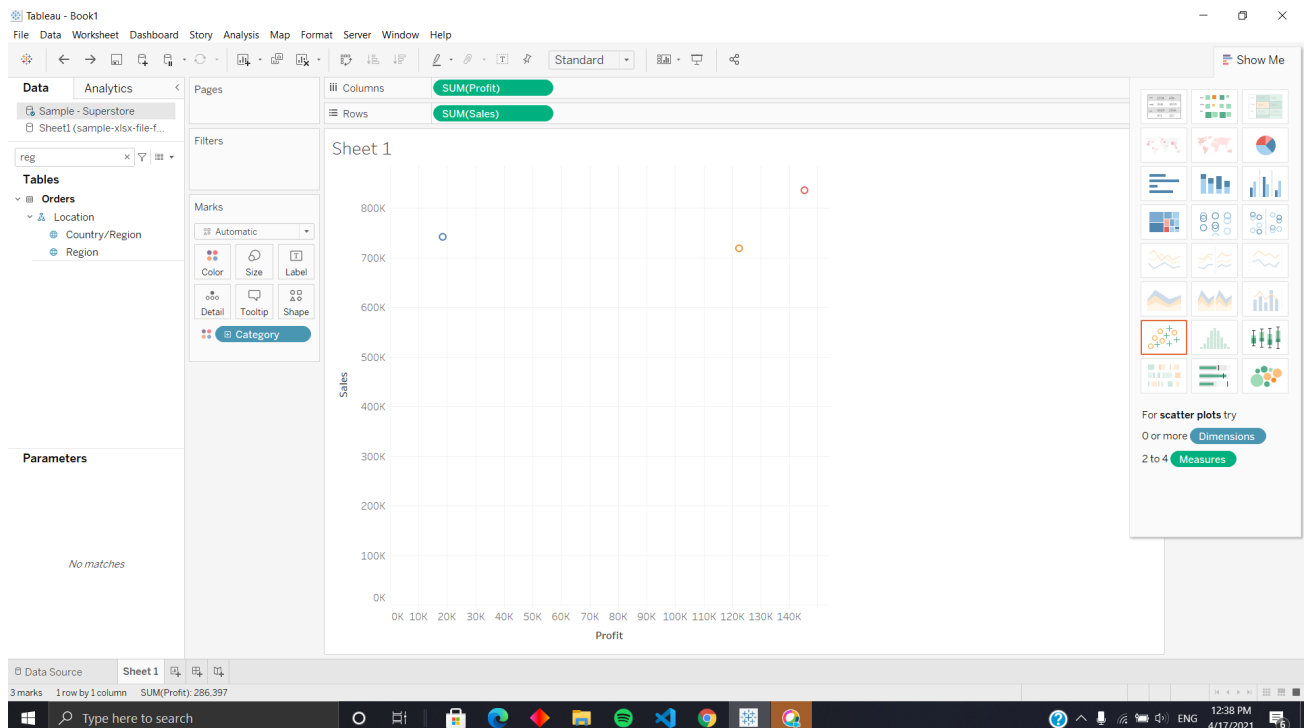 Tableau - Book1
File Data Worksheet Dashboard Story Analysis Map Format Server Window Help
Standard
Show Me
Data Analytics
Sample - Superstore
Sheet1 (sample-xlsx-file-f...
reg
Tables
Orders
Location
Country/Region
Region
Parameters
No matches
Pages
Filters
Marks
Automatic
Color Size Label
Detail Tooltip Shape
Category
Columns SUM(Profit)
Rows SUM(Sales)
Sheet 1
Sales
800K
700K
600K
500K
400K
300K
200K
100K
0K
0K 10K 20K 30K 40K 50K 60K 70K 80K 90K 100K 110K 120K 130K 140K
Profit
For scatter plots try
0 or more Dimensions
2 to 4 Measures
Data Source Sheet 1
3 marks 1 row by 1 column SUM(Profit): 286,397
Type here to search
ENG
12:38 PM
4/17/2021
6